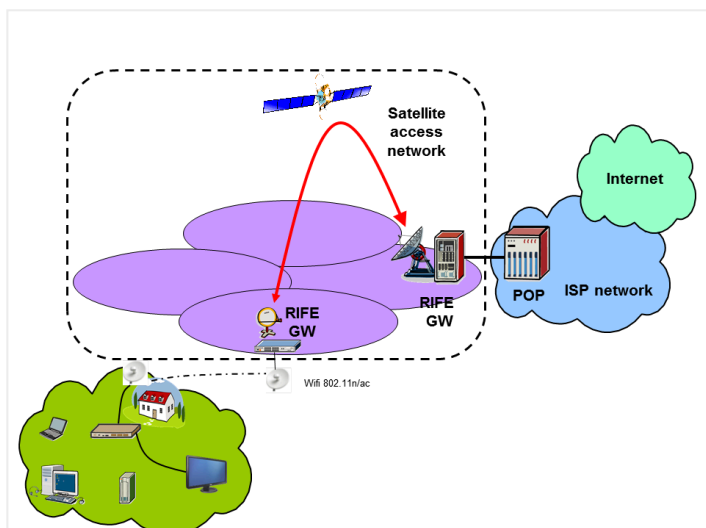 Satellite
access
network
Internet
RIFE
GW
POP
ISP network
RIFE
GW
Wifi 802.11n/ac